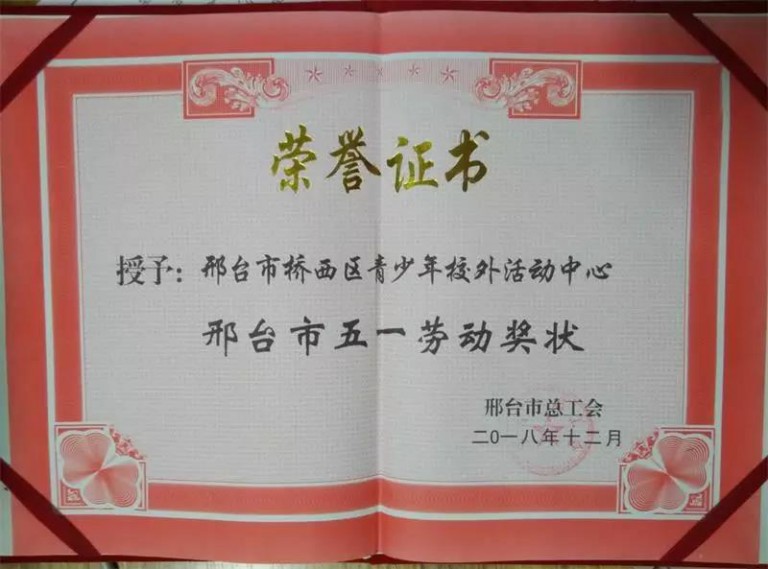 荣誉证书
授予：邢台市桥西区青少年校外活动中心
邢台市五一劳动奖状
邢台市总工会
二〇一八年十二月